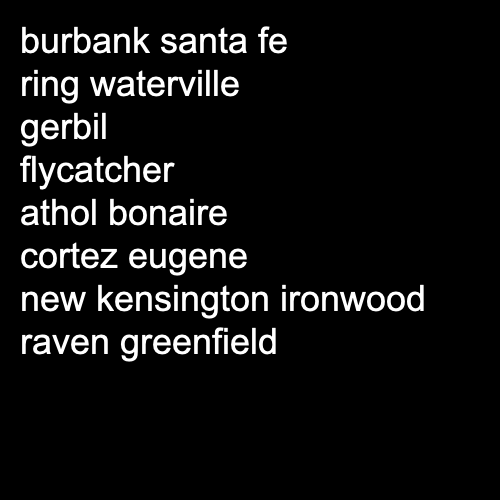 burbank santa fe
ring waterville
gerbil
flycatcher
athol bonaire
cortez eugene
new kensington ironwood
raven greenfield